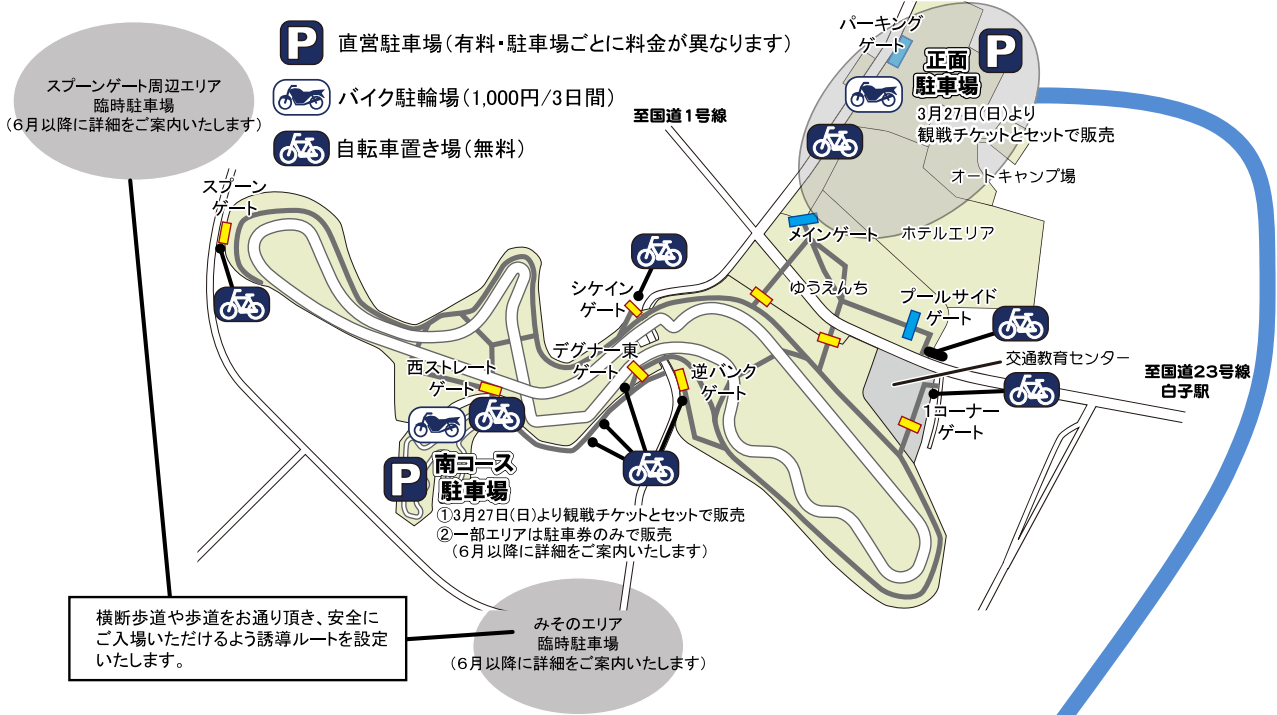 P 直営駐車場(有料・駐車場ごとに料金が異なります)
バイク駐輪場(1,000円/3日間)
自転車置き場(無料)
スプーンゲート周辺エリア
臨時駐車場
(6月以降に詳細をご案内いたします)
パーキング
ゲート
P
正面
駐車場
3月27日(日)より
観戦チケットとセットで販売
至国道1号線
オートキャンプ場
スプーン
ゲート
メインゲート
ホテルエリア
シケイン
ゲート
ゆうえんち
プールサイド
ゲート
デグナー東
ゲート
西ストレート
ゲート
逆バンク
ゲート
交通教育センター
至国道23号線
白子駅
1コーナー
ゲート
P
南コース
駐車場
①3月27日(日)より観戦チケットとセットで販売
②一部エリアは駐車券のみで販売
(6月以降に詳細をご案内いたします)
横断歩道や歩道をお通り頂き、安全に
ご入場いただけるよう誘導ルートを設定
いたします。
みそのエリア
臨時駐車場
(6月以降に詳細をご案内いたします)